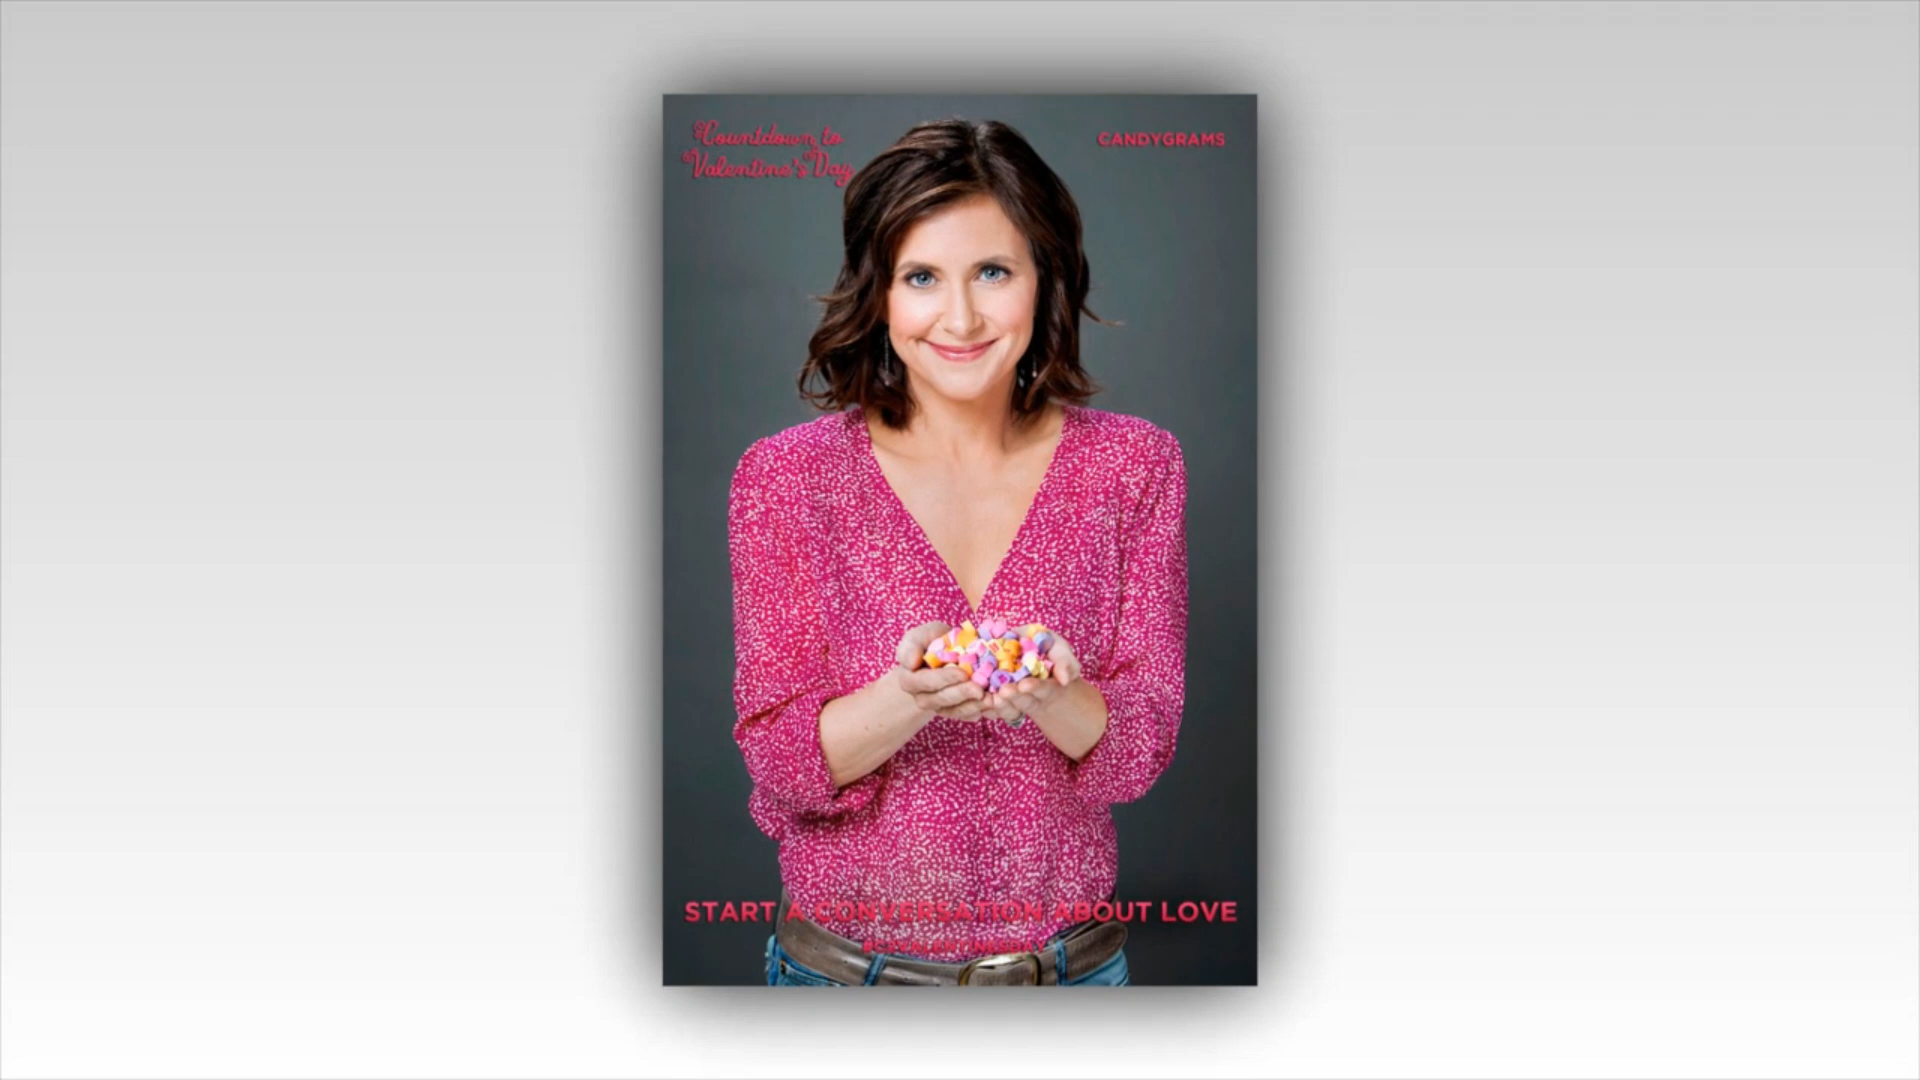 Countdown to
Valentine's Day
CANDYGRAMS
START A CONVERSATION ABOUT LOVE